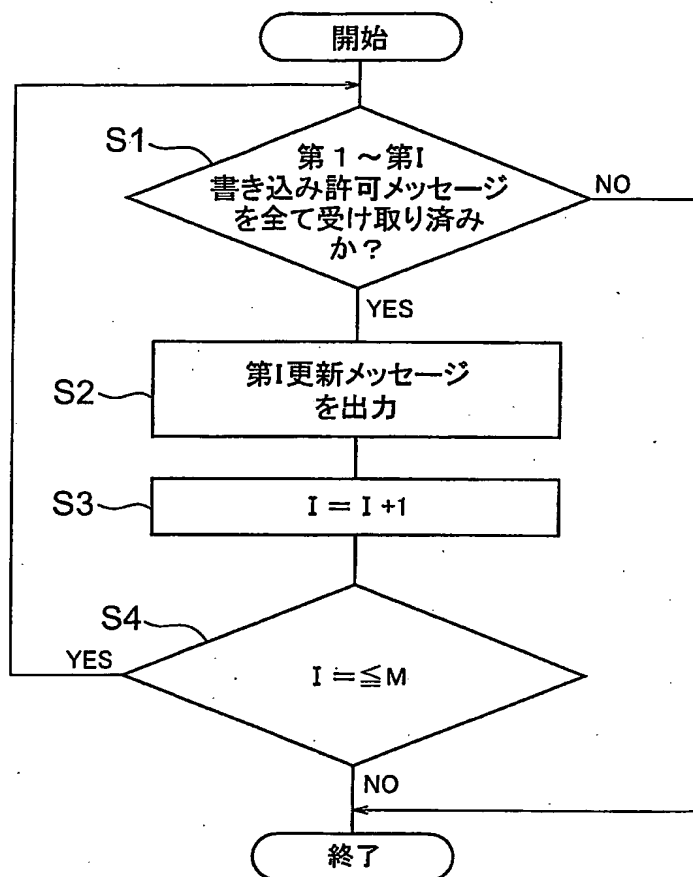 開始
S1
第1～第I
書き込み許可メッセージ
を全て受け取り済み
か？
NO
YES
S2
第I更新メッセージ
を出力
S3
I = I +1
S4
YES
I =≦M
NO
終了